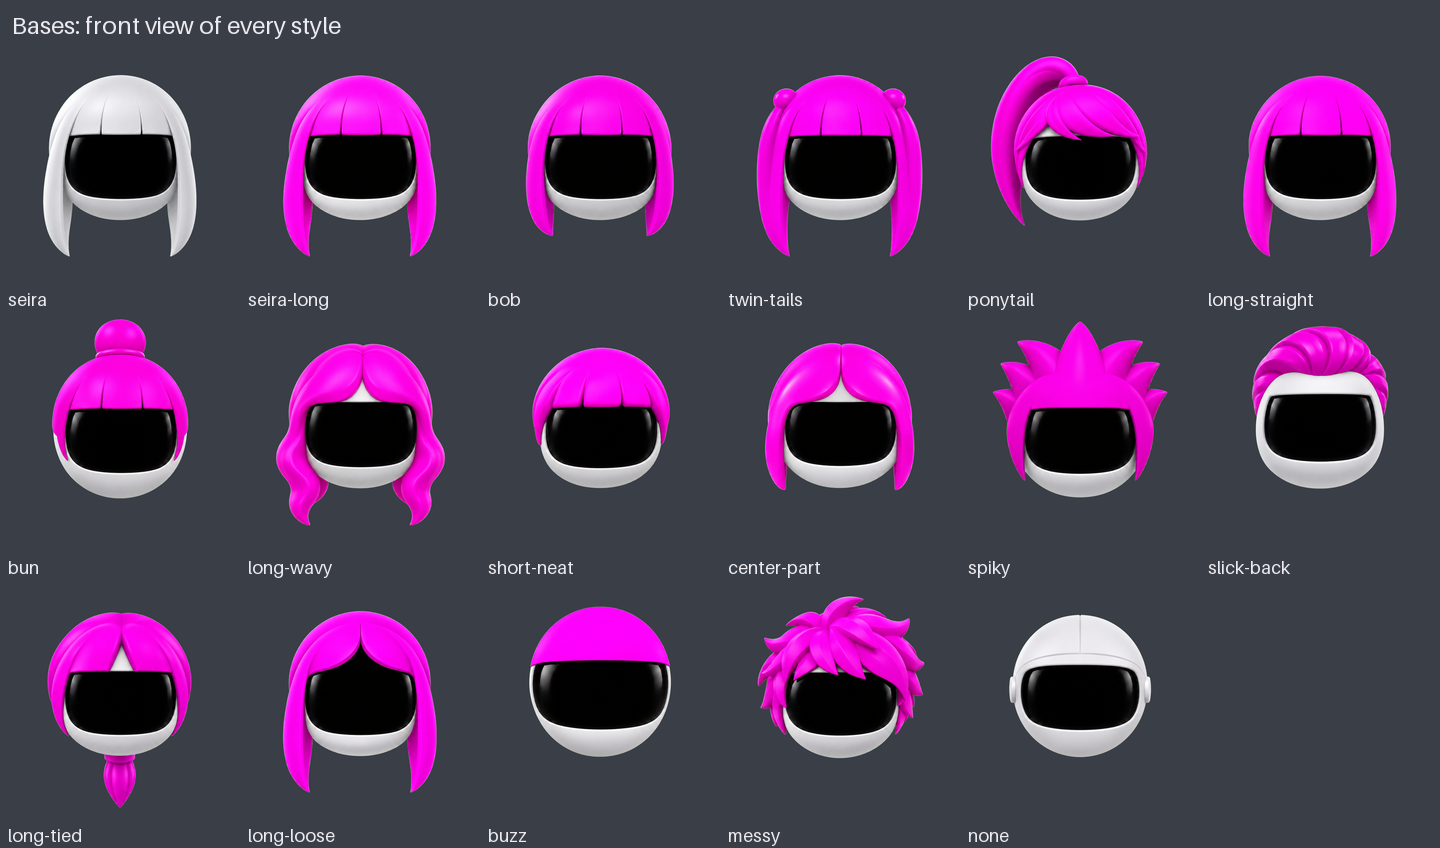 Bases: front view of every style
seira
seira-long
bob
twin-tails
ponytail
long-straight
bun
long-wavy
short-neat
center-part
spiky
slick-back
long-tied
long-loose
buzz
messy
none